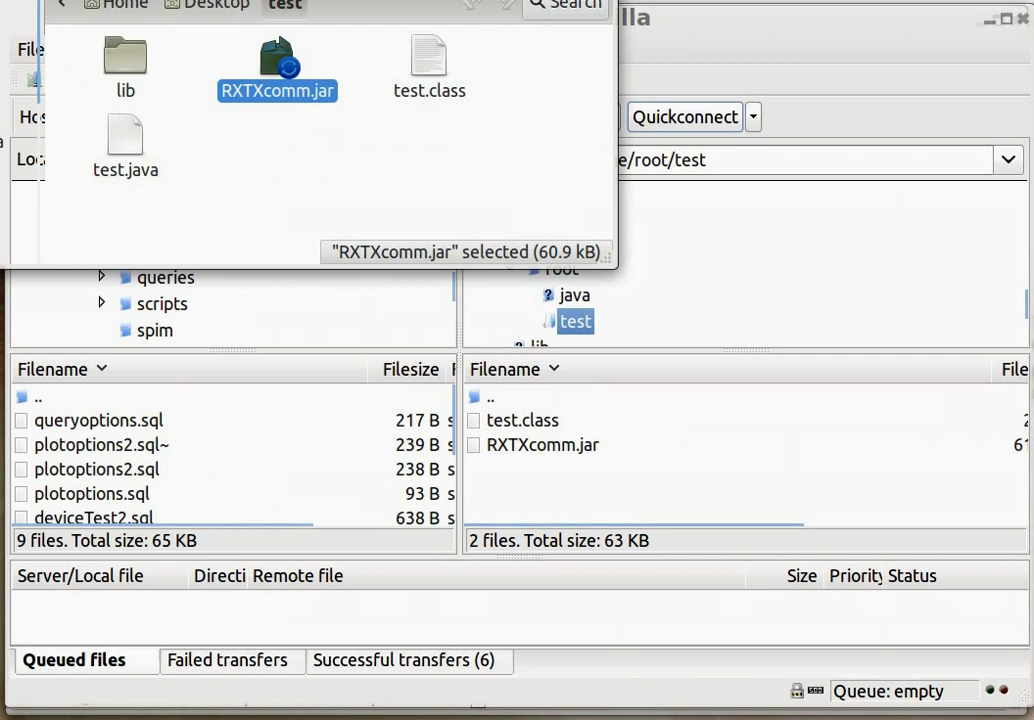 Home
Desktop
test
Search
lla
File
lib
RXTXcomm.jar
test.class
Quickconnect
test.java
e/root/test
"RXTXcomm.jar" selected (60.9 kB)
queries
scripts
spim
root
java
test
lib
Filename
Filesize
Filename
..
queryoptions.sql 217 B
plotoptions2.sql~ 239 B
plotoptions2.sql 238 B
plotoptions.sql 93 B
deviceTest2.sql 638 B
..
test.class
RXTXcomm.jar
9 files. Total size: 65 KB
2 files. Total size: 63 KB
Server/Local file Directi Remote file Size Priority Status
Queued files Failed transfers Successful transfers (6)
Queue: empty